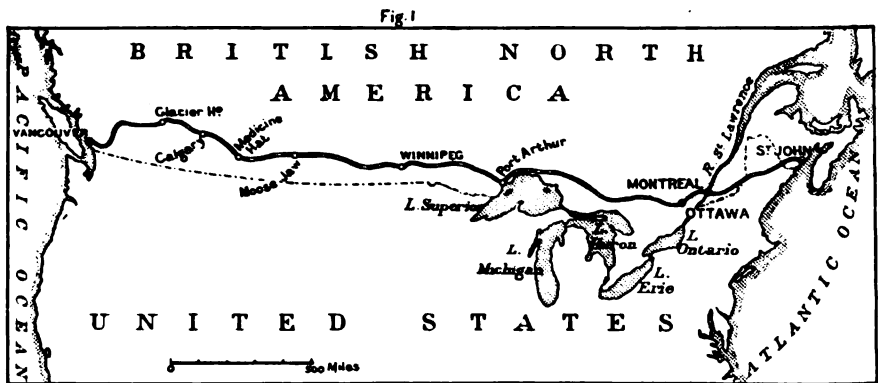 Fig. 1
BRITISH NORTH
AMERICA
PACIFIC OCEAN
VANCOUVER
Glacier Ho.
Calgary
Medicine
Hat
Moose Jaw
WINNIPEG
Port Arthur
L. Superior
L.
Michigan
L.
Huron
L.
Erie
L.
Ontario
OTTAWA
MONTREAL
R St. Lawrence
ST. JOHN
ATLANTIC OCEAN
UNITED STATES
0
500 Miles